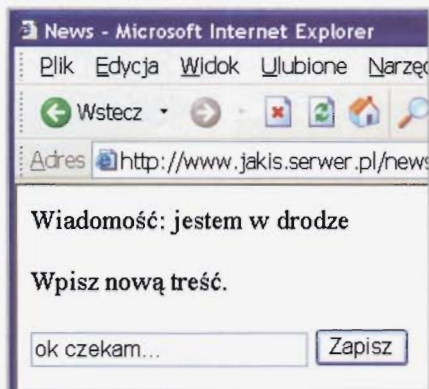 News - Microsoft Internet Explorer
Plik Edycja Widok Ulubione
Wstecz
Adres http://www.jakis.serwer.pl/news
Wiadomość: jestem w drodze
Wpisz nową treść.
ok czekam... Zapisz